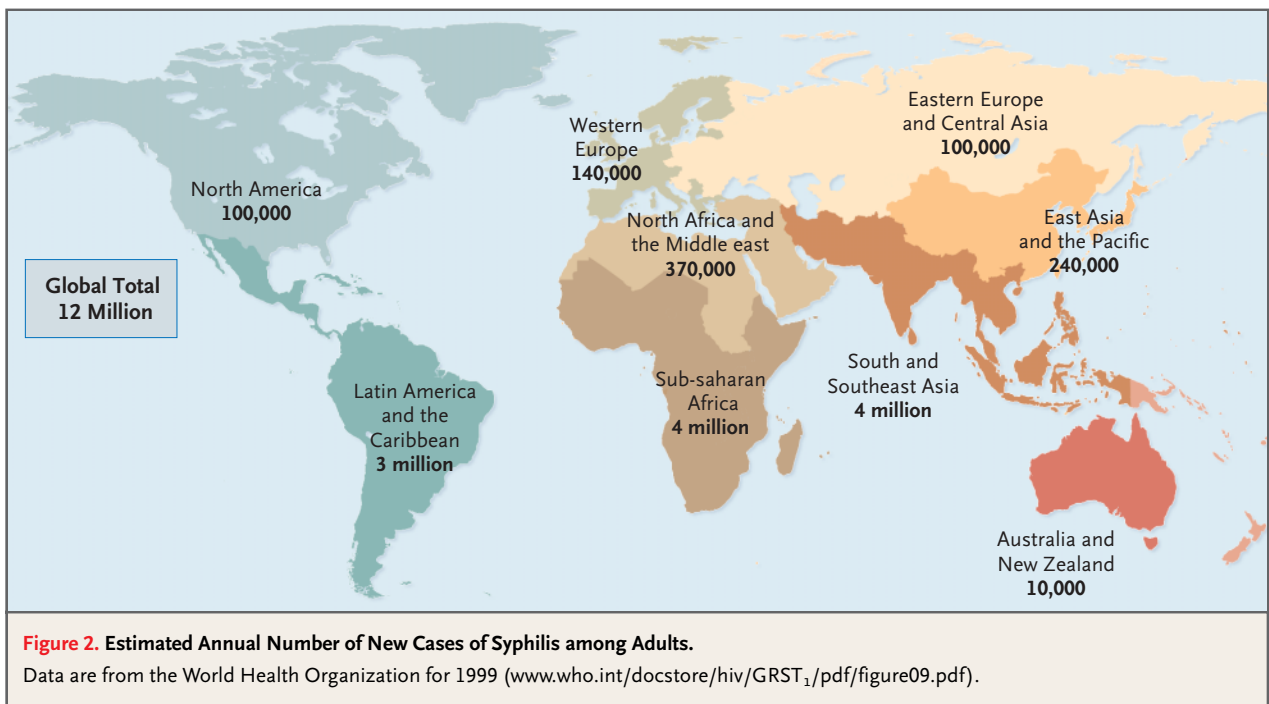 North America
100,000
Global Total
12 Million
Latin America
and the
Caribbean
3 million
Western
Europe
140,000
North Africa and
the Middle east
370,000
Sub-saharan
Africa
4 million
Eastern Europe
and Central Asia
100,000
East Asia
and the Pacific
240,000
South and
Southeast Asia
4 million
Australia and
New Zealand
10,000
Figure 2. Estimated Annual Number of New Cases of Syphilis among Adults.
Data are from the World Health Organization for 1999 (www.who.int/docstore/hiv/GRST₁/pdf/figure09.pdf).